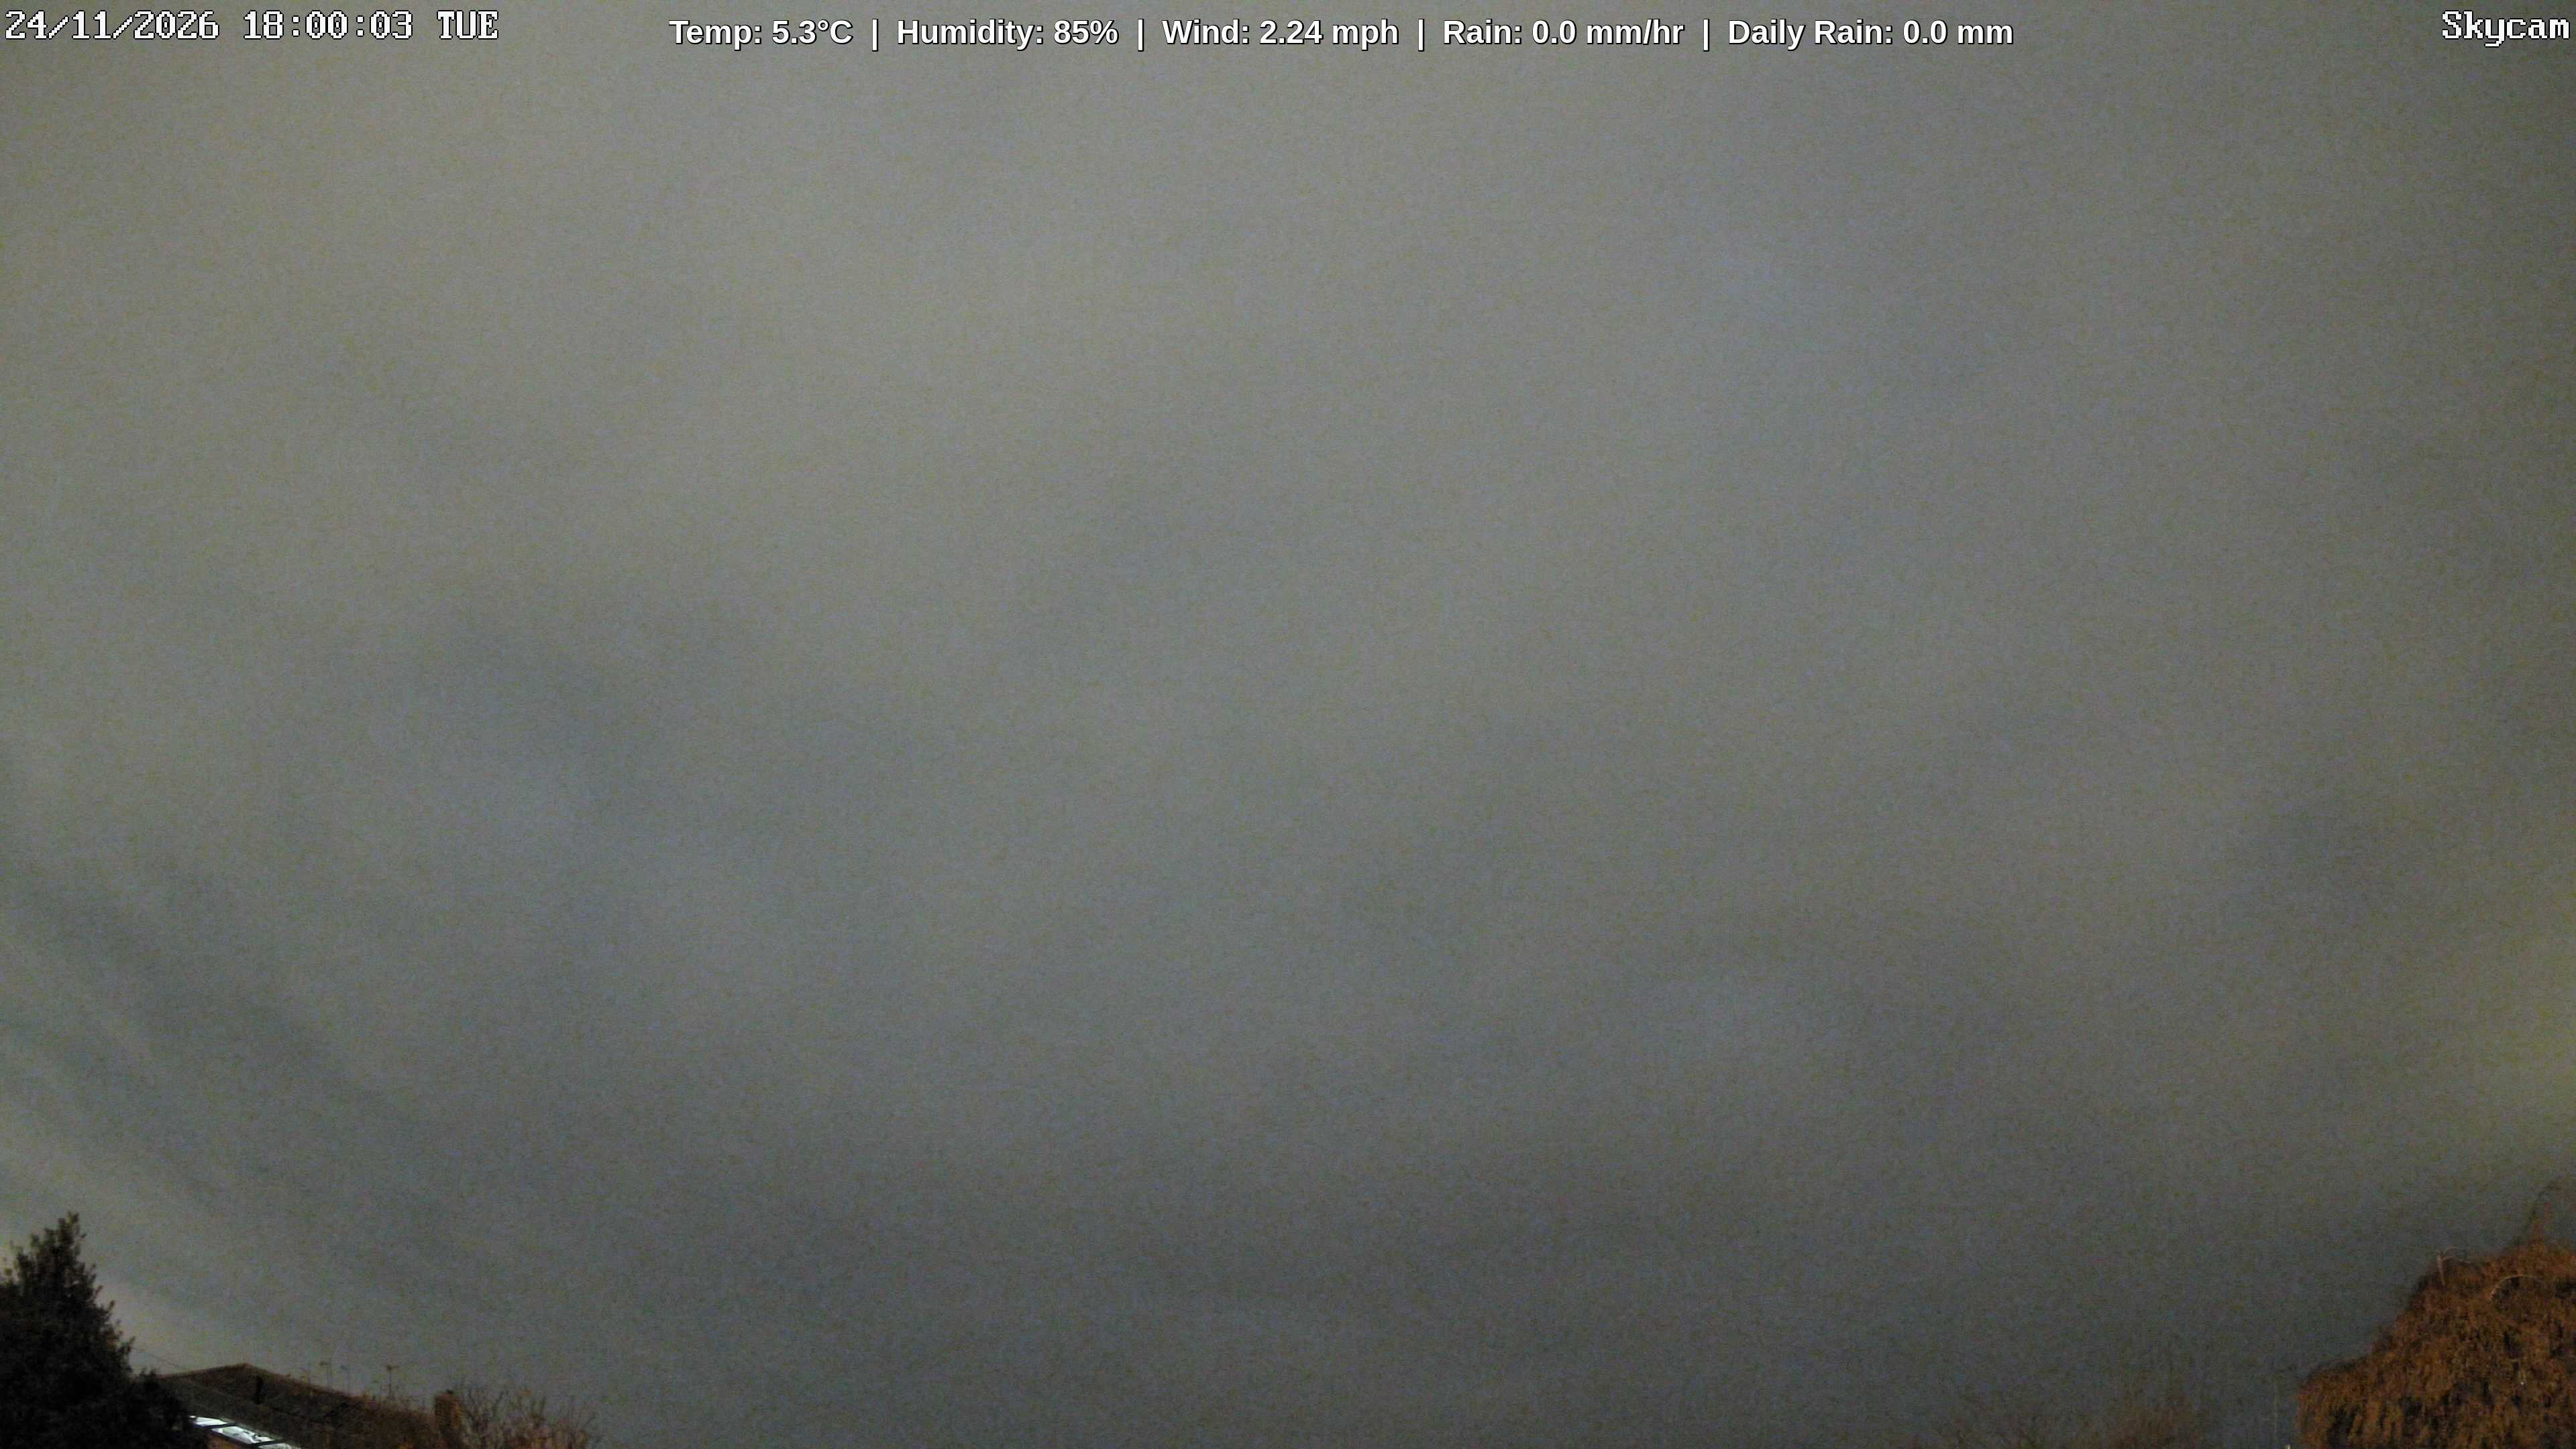 24/11/2026 18:00:03 TUE
Temp: 5.3°C | Humidity: 85% | Wind: 2.24 mph | Rain: 0.0 mm/hr | Daily Rain: 0.0 mm
Skycam